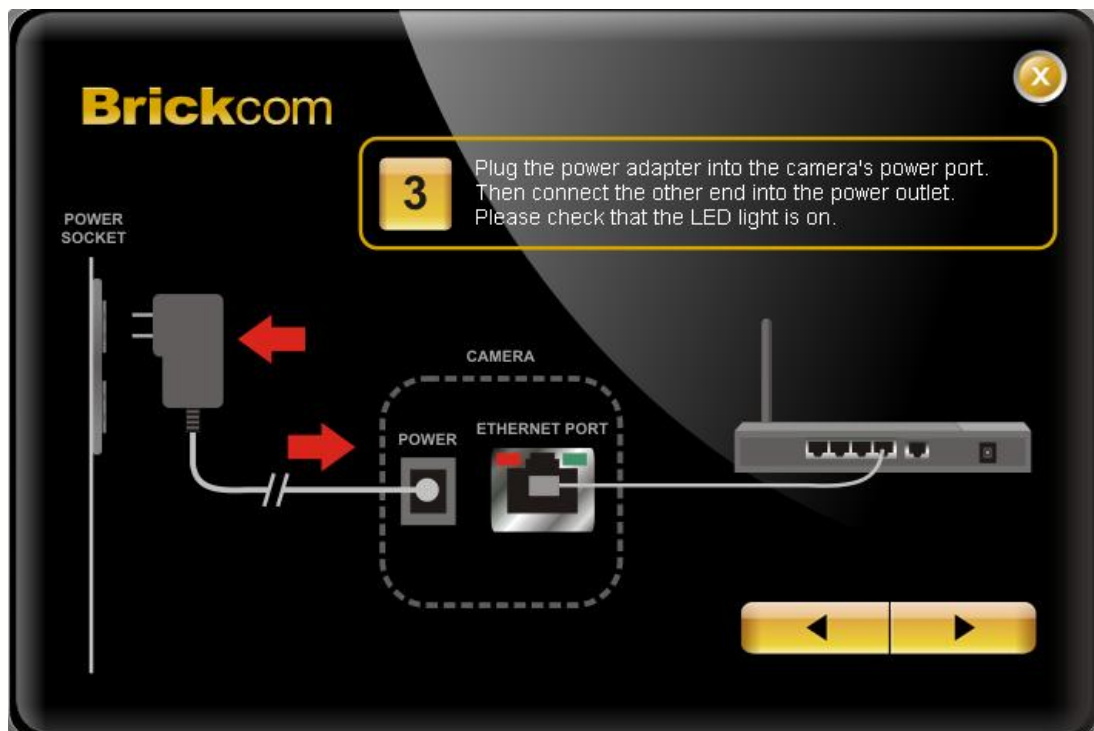 Brickcom
3
Plug the power adapter into the camera's power port.
Then connect the other end into the power outlet.
Please check that the LED light is on.
POWER
SOCKET
CAMERA
POWER
ETHERNET PORT